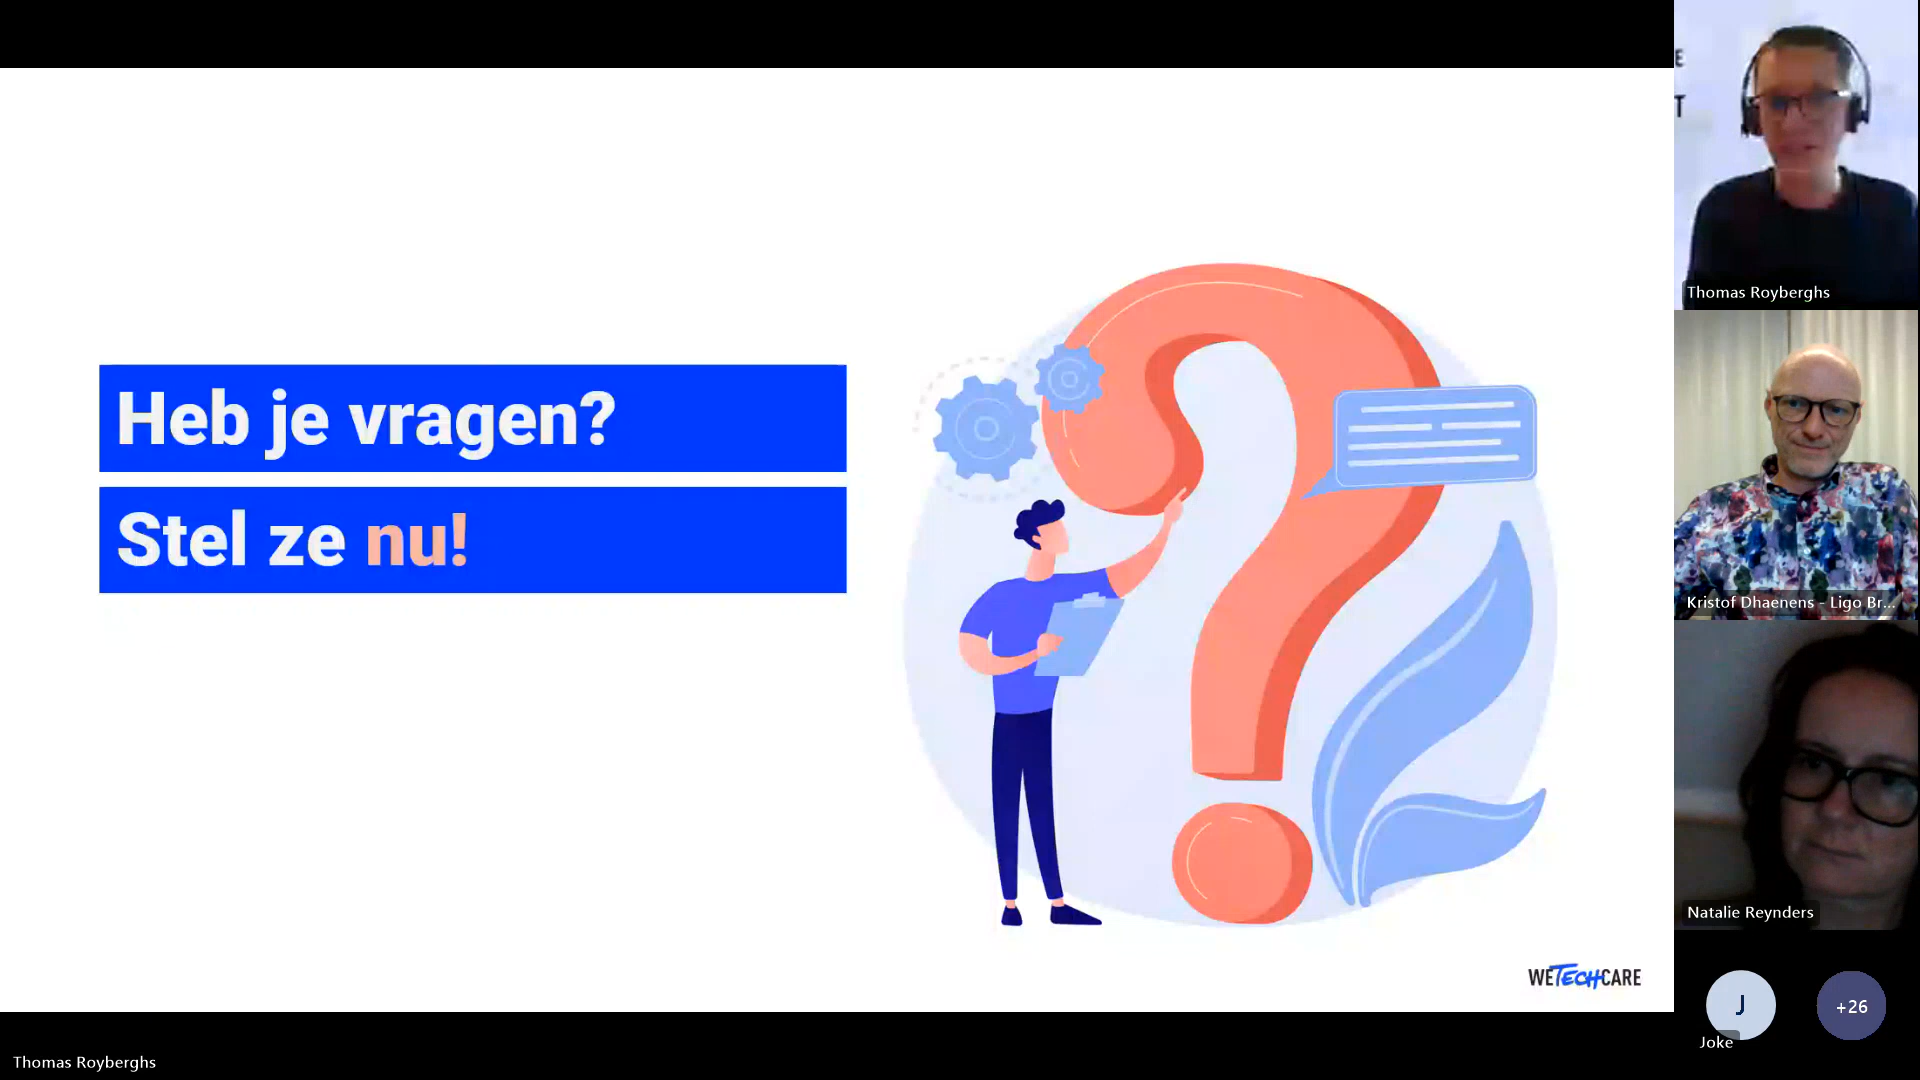 Heb je vragen?
Stel ze nu!
WETECHCARE
Thomas Royberghs
E
T
Thomas Royberghs
Kristof Dhaenens - Ligo Br...
Natalie Reynders
J
Joke
+26